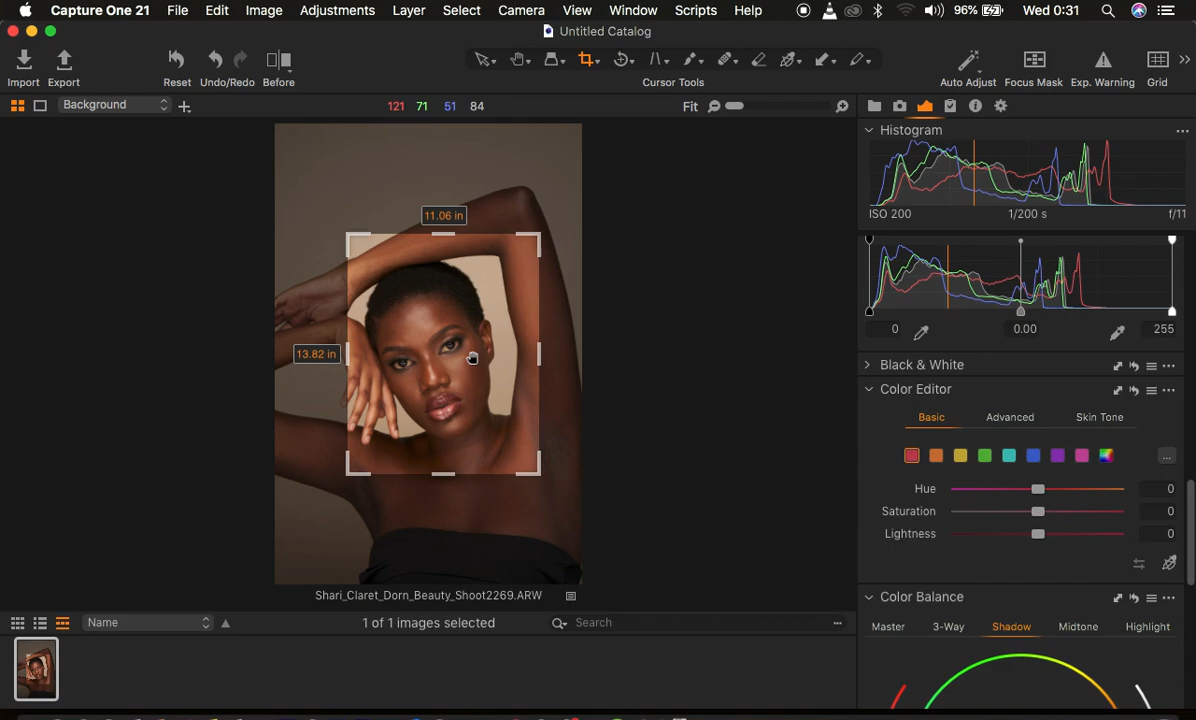 Capture One 21 File Edit Image Adjustments Layer Select Camera View Window Scripts Help 96% Wed 0:31
Untitled Catalog
Import Export Reset Undo/Redo Before Cursor Tools Auto Adjust Focus Mask Exp. Warning Grid
Background 121 71 51 84 Fit
Histogram
ISO 200 1/200 s f/11
11.06 in
13.82 in
0 0.00 255
Black & White
Color Editor
Basic Advanced Skin Tone
...
Hue 0
Saturation 0
Lightness 0
Shari_Claret_Dorn_Beauty_Shoot2269.ARW
Color Balance
Name 1 of 1 images selected Search
Master 3-Way Shadow Midtone Highlight